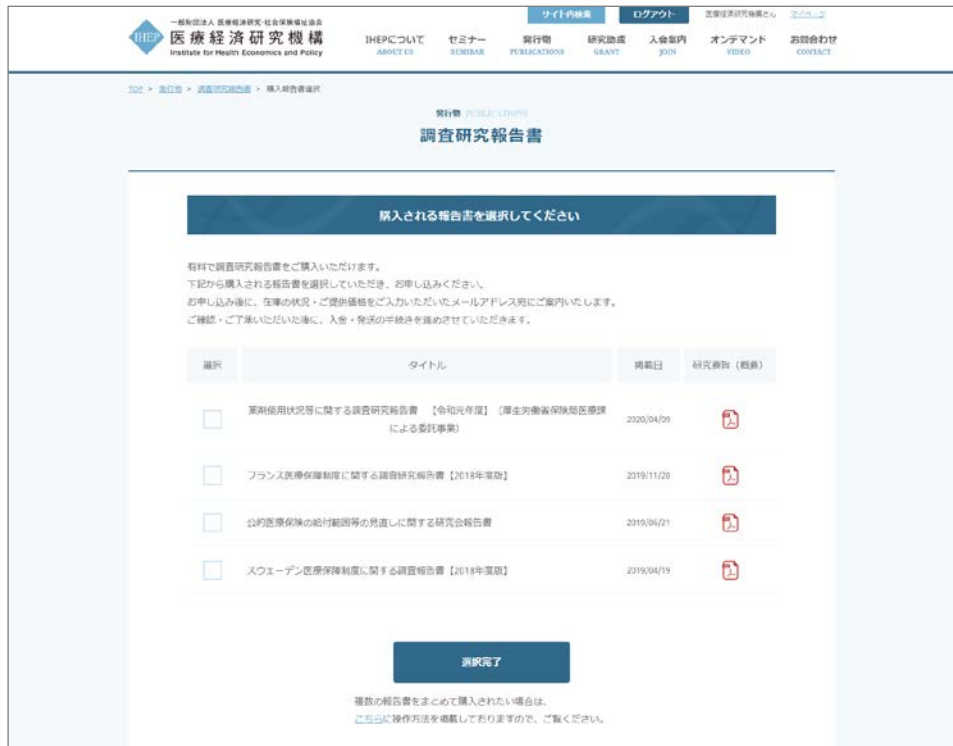 サイト内検索 ログアウト 医療経済研究機構さん マイページ
一般財団法人 医療経済研究・社会保険福祉協会
IHEP 医療経済研究機構
Institute for Health Economics and Policy
IHEPについて セミナー 発行物 研究助成 入会案内 オンデマンド お問合わせ
ABOUT US SEMINAR PUBLICATIONS GRANT JOIN VIDEO CONTACT
TOP > 発行物 > 調査研究報告書 > 購入報告書選択
発行物 PUBLICATIONS
調査研究報告書
購入される報告書を選択してください
有料で調査研究報告書をご購入いただけます。
下記から購入される報告書を選択していただき、お申し込みください。
お申し込み後に、在庫の状況・ご提供価格をご入力いただいたメールアドレス宛にご案内いたします。
ご確認・ご了承いただいた後に、入金・発送の手続きを進めさせていただきます。
選択 タイトル 掲載日 研究要旨（概要）
薬剤使用状況等に関する調査研究報告書 【令和元年度】（厚生労働省保険局医療課
による委託事業） 2020/04/09
フランス医療保障制度に関する調査研究報告書【2018年度版】 2019/11/20
公的医療保険の給付範囲等の見直しに関する研究会報告書 2019/06/21
スウェーデン医療保障制度に関する調査報告書【2018年度版】 2019/04/19
選択完了
複数の報告書をまとめて購入されたい場合は、
こちらに操作方法を掲載しておりますので、ご覧ください。